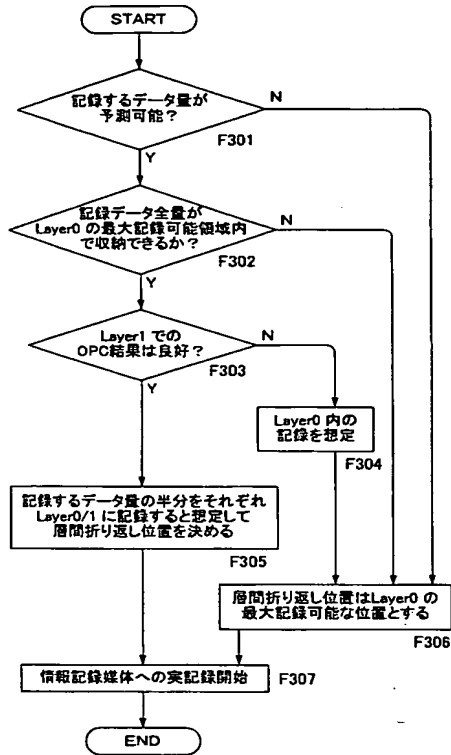 START
記録するデータ量が
予測可能？
N
F301
Y
記録データ全量が
Layer0 の最大記録可能領域内
で収納できるか？
N
F302
Y
Layer1 での
OPC結果は良好？
N
F303
Y
Layer0 内の
記録を想定
F304
記録するデータ量の半分をそれぞれ
Layer0/1 に記録すると想定して
層間折り返し位置を決める
F305
層間折り返し位置はLayer0 の
最大記録可能な位置とする
F306
情報記録媒体への実記録開始
F307
END